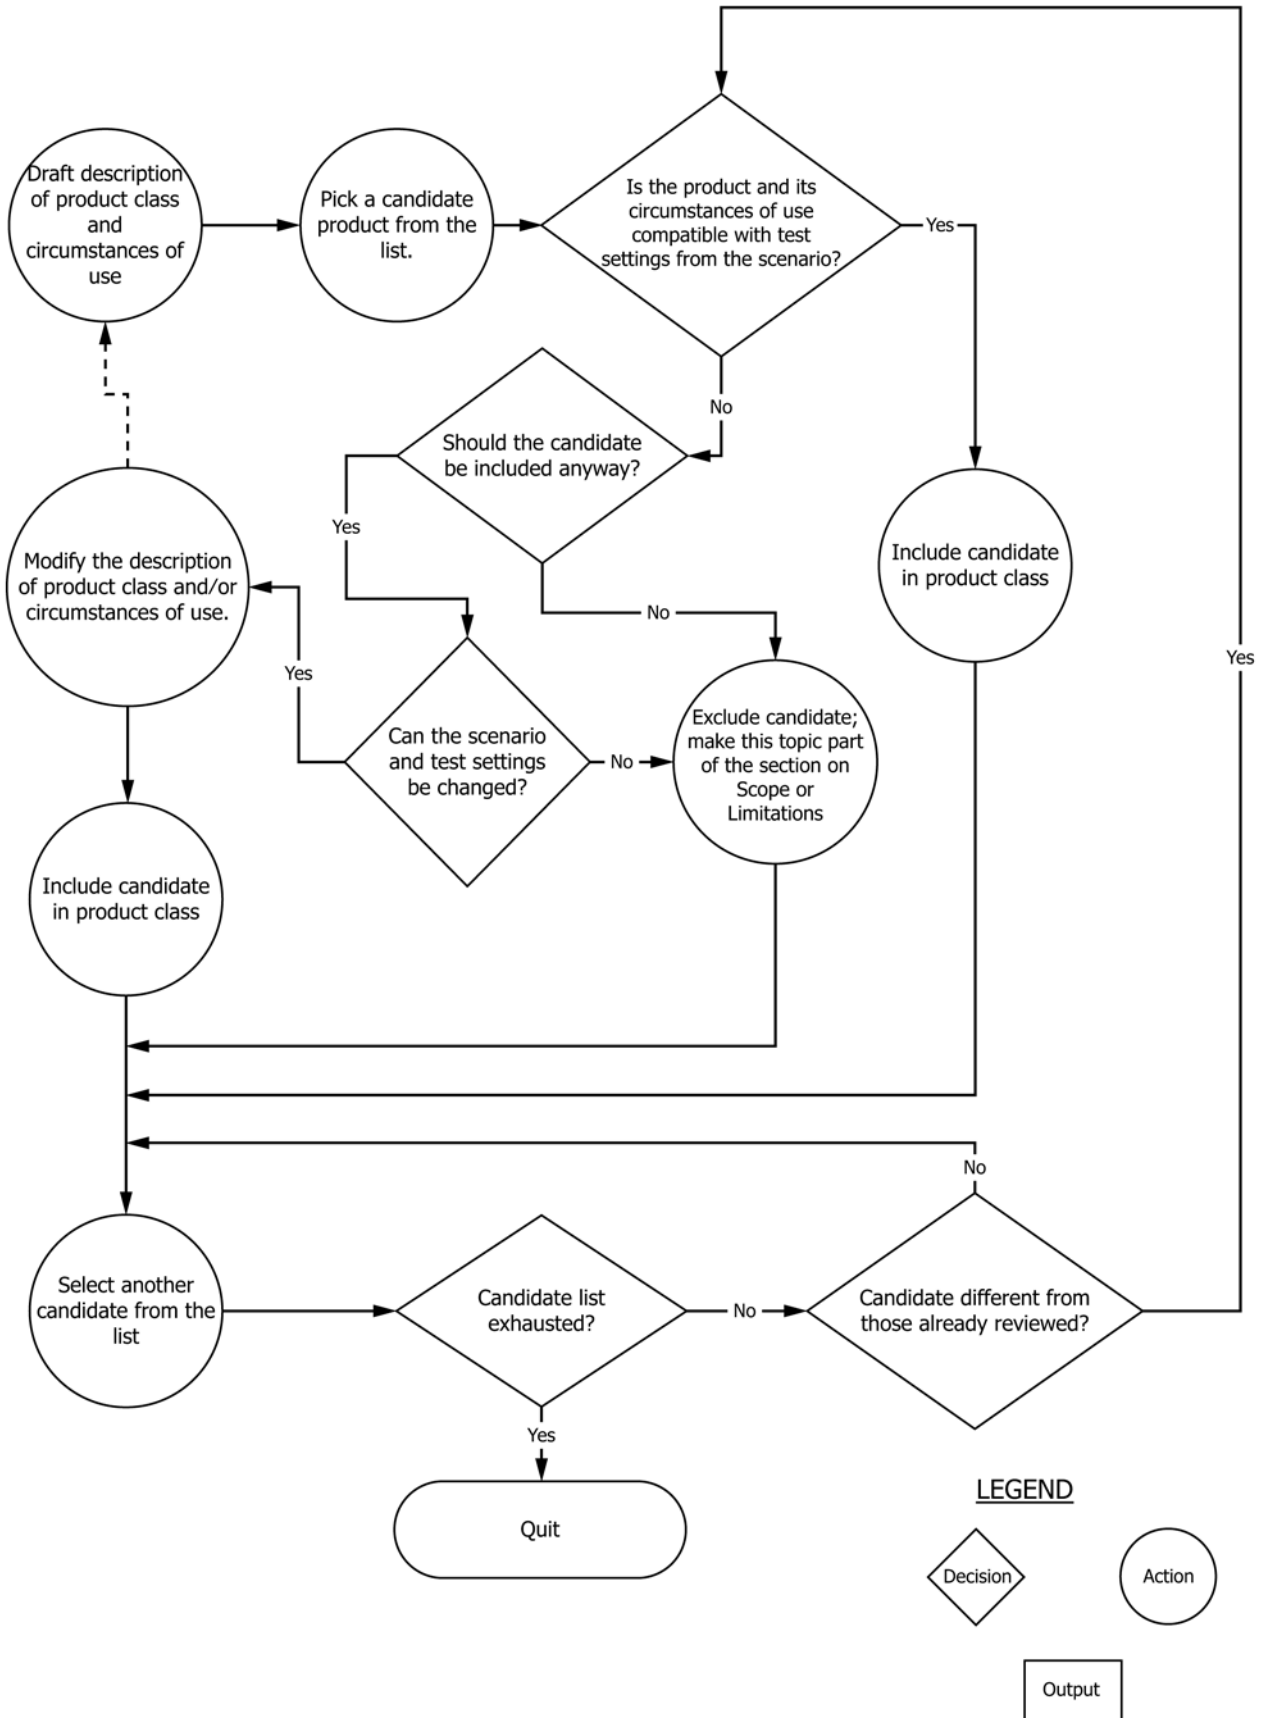 Draft description
of product class
and
circumstances of
use
Pick a candidate
product from the
list.
Is the product and its
circumstances of use
compatible with test
settings from the scenario?
Yes
No
Should the candidate
be included anyway?
Yes
No
Include candidate
in product class
Modify the description
of product class and/or
circumstances of use.
Yes
Can the scenario
and test settings
be changed?
No
Exclude candidate;
make this topic part
of the section on
Scope or
Limitations
Yes
Include candidate
in product class
No
Select another
candidate from the
list
Candidate list
exhausted?
No
Candidate different from
those already reviewed?
Yes
Quit
LEGEND
Decision
Action
Output